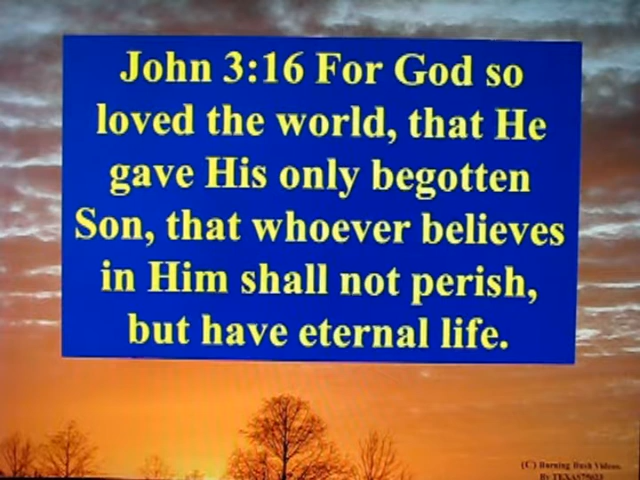 John 3:16 For God so
loved the world, that He
gave His only begotten
Son, that whoever believes
in Him shall not perish,
but have eternal life.
(C) Burning Bush Videos.
By